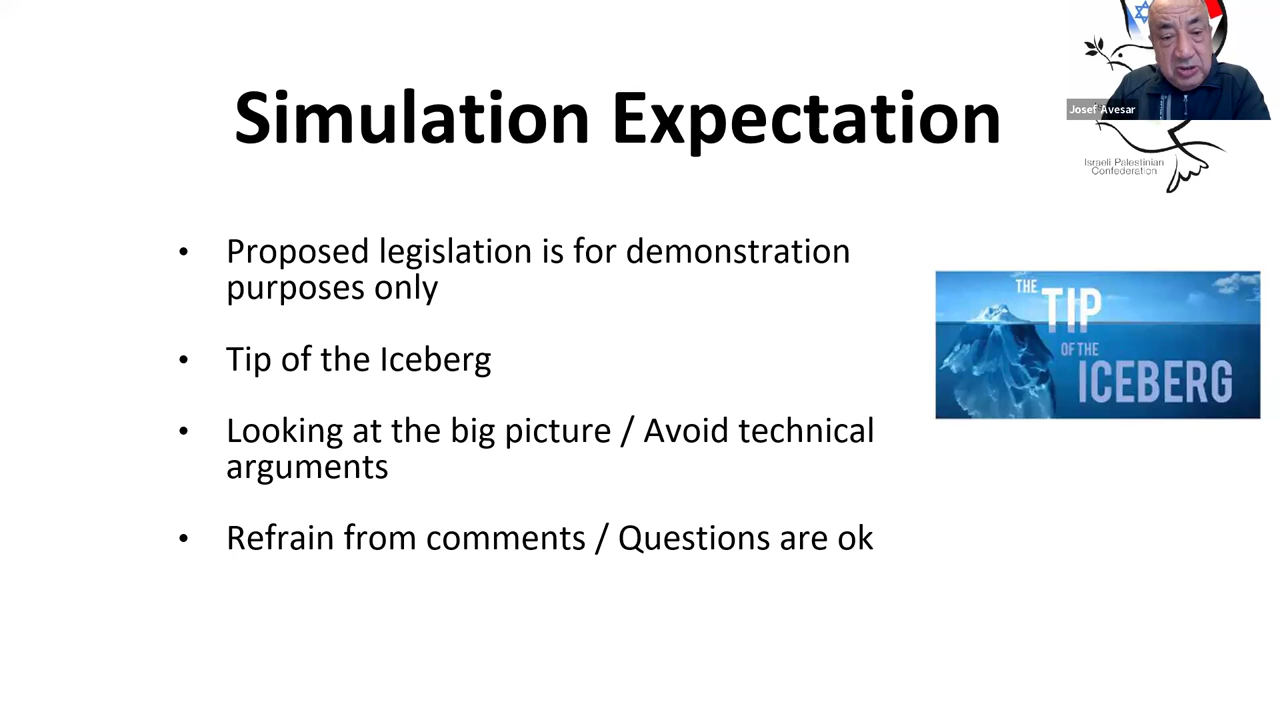 Simulation Expectation
Josef Avesar
Israeli Palestinian
Confederation
• Proposed legislation is for demonstration
purposes only
• Tip of the Iceberg
• Looking at the big picture / Avoid technical
arguments
• Refrain from comments / Questions are ok
THE
TIP
OF THE
ICEBERG